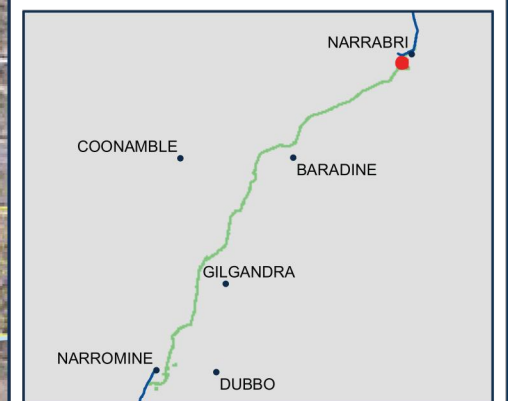 NARRABRI
COONAMBLE
BARADINE
GILGANDRA
NARROMINE
DUBBO